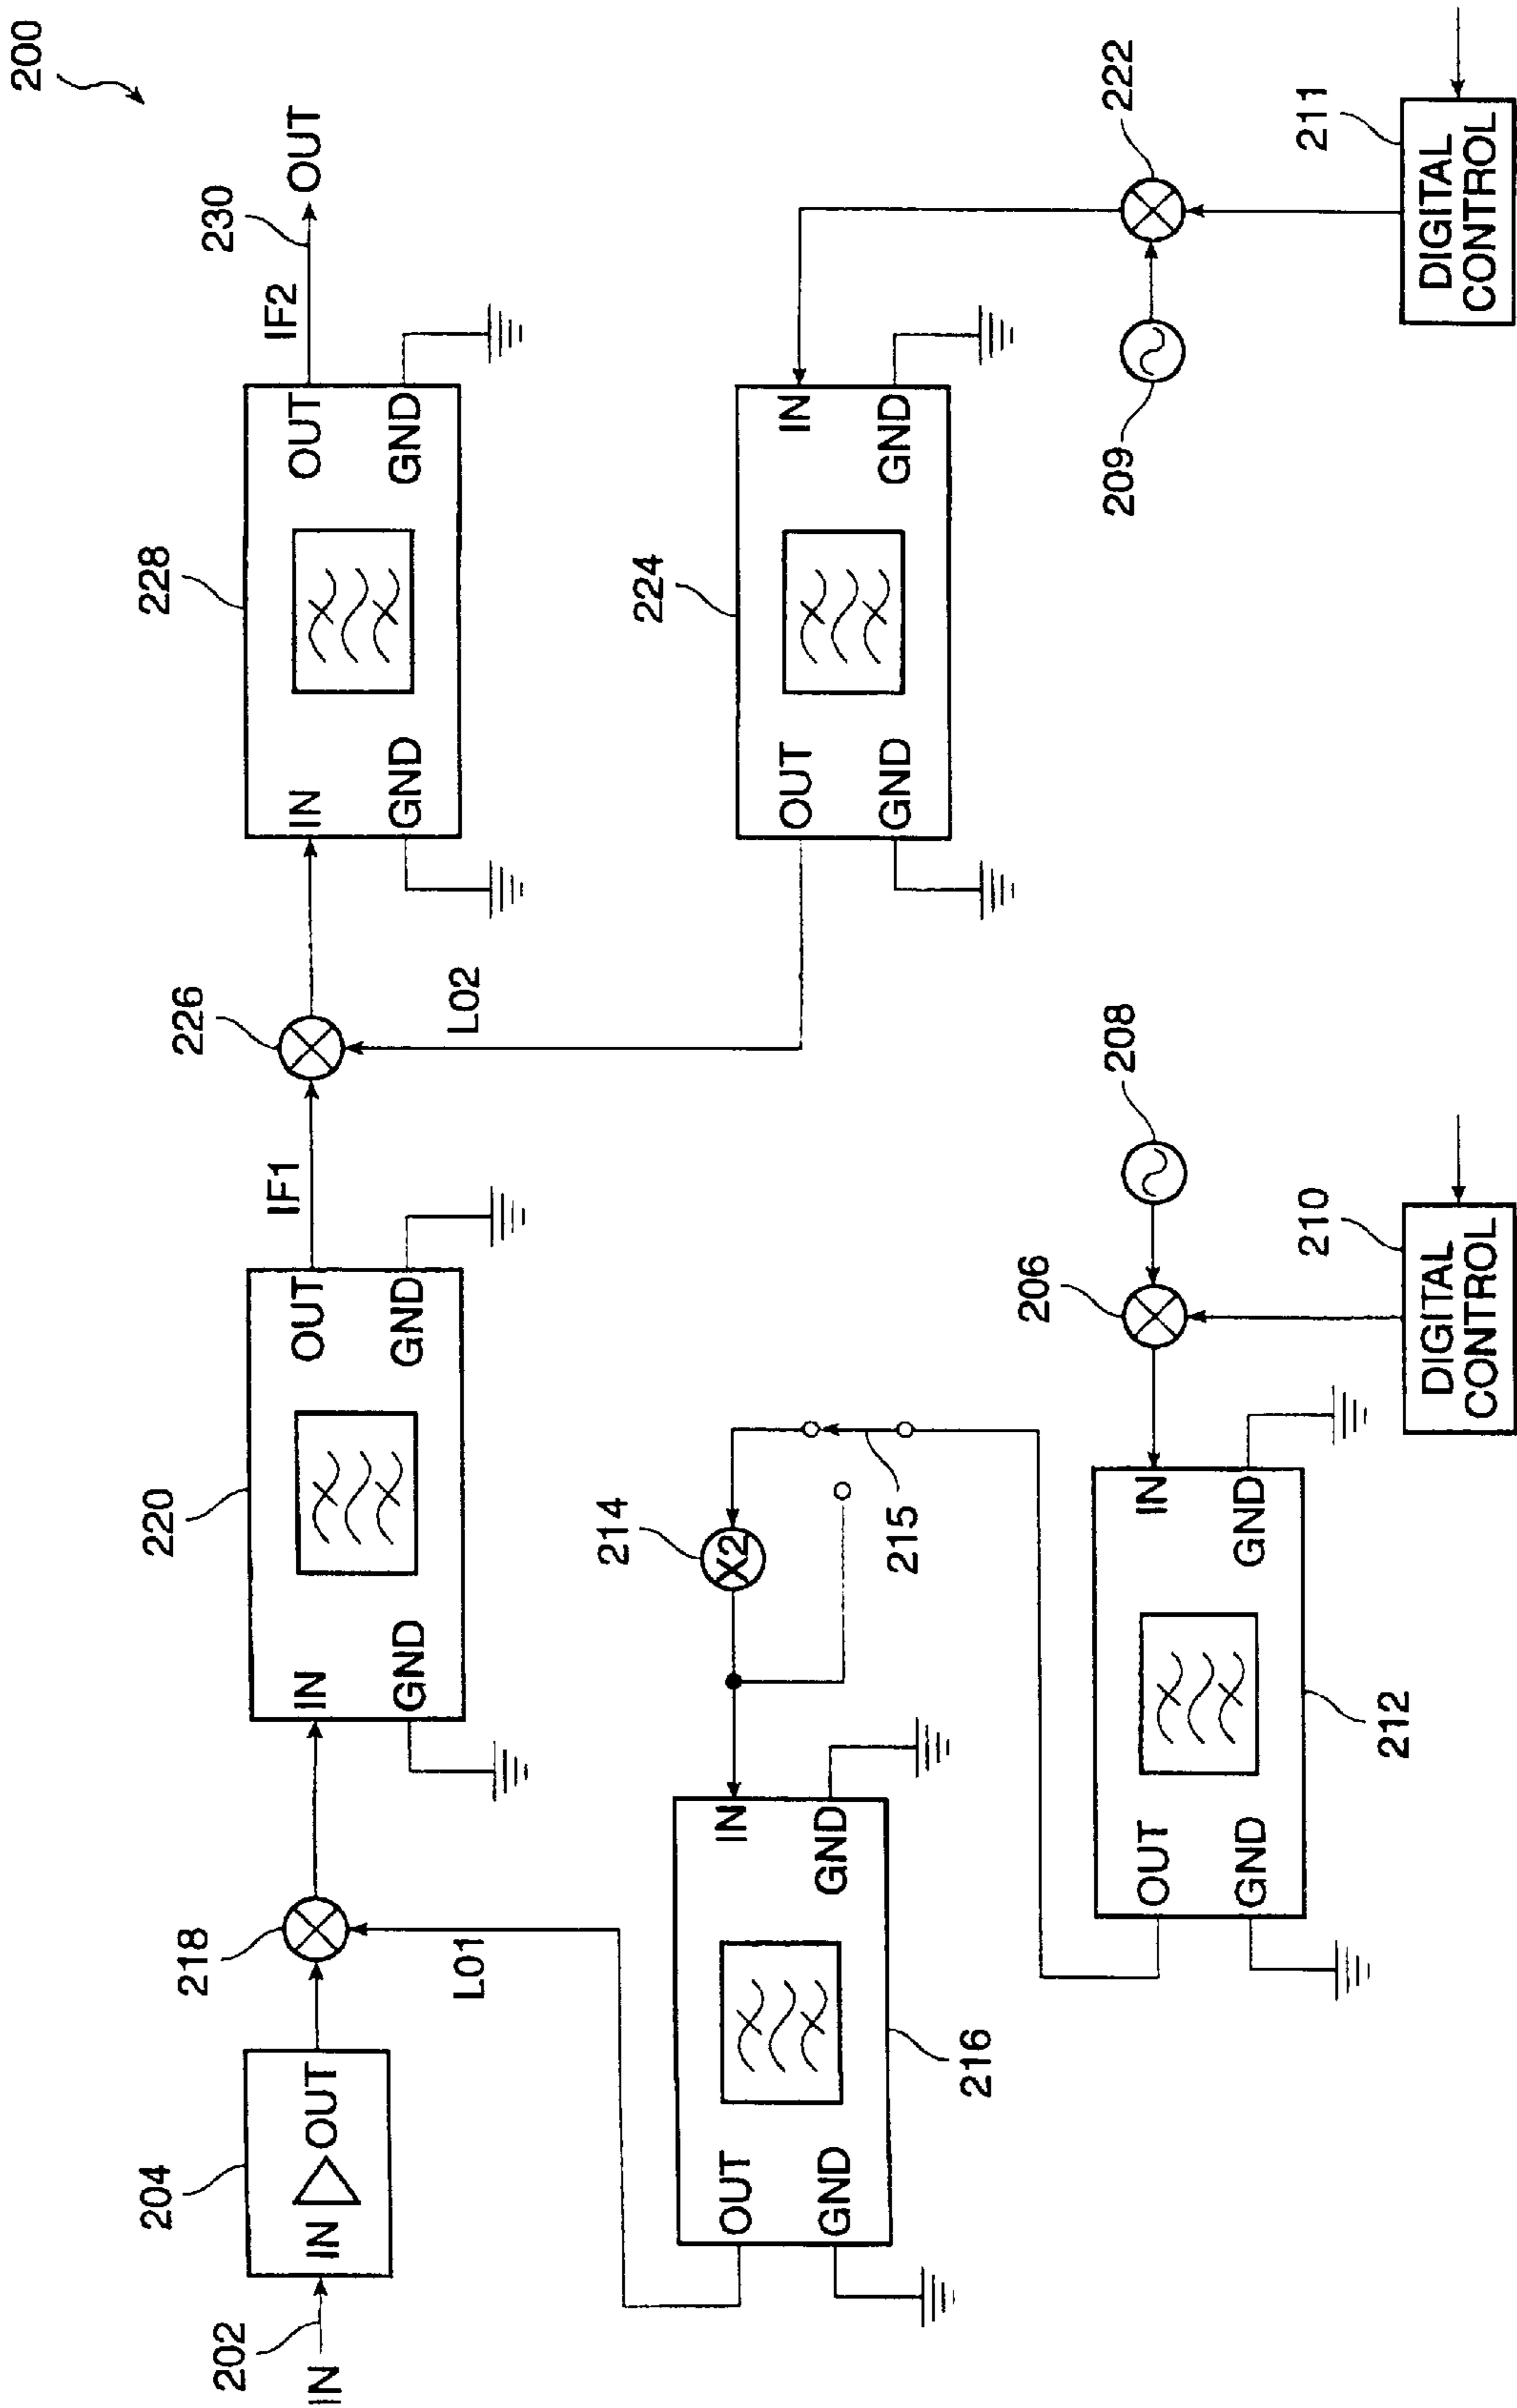 200
202
IN
204
IN OUT
218
LO1
220
IN
OUT
GND
GND
IF1
226
LO2
228
IN
OUT
GND
GND
IF2
230
OUT
216
OUT
IN
GND
GND
214
X2
215
212
OUT
IN
GND
GND
206
208
210
DIGITAL
CONTROL
224
OUT
IN
GND
GND
209
222
211
DIGITAL
CONTROL